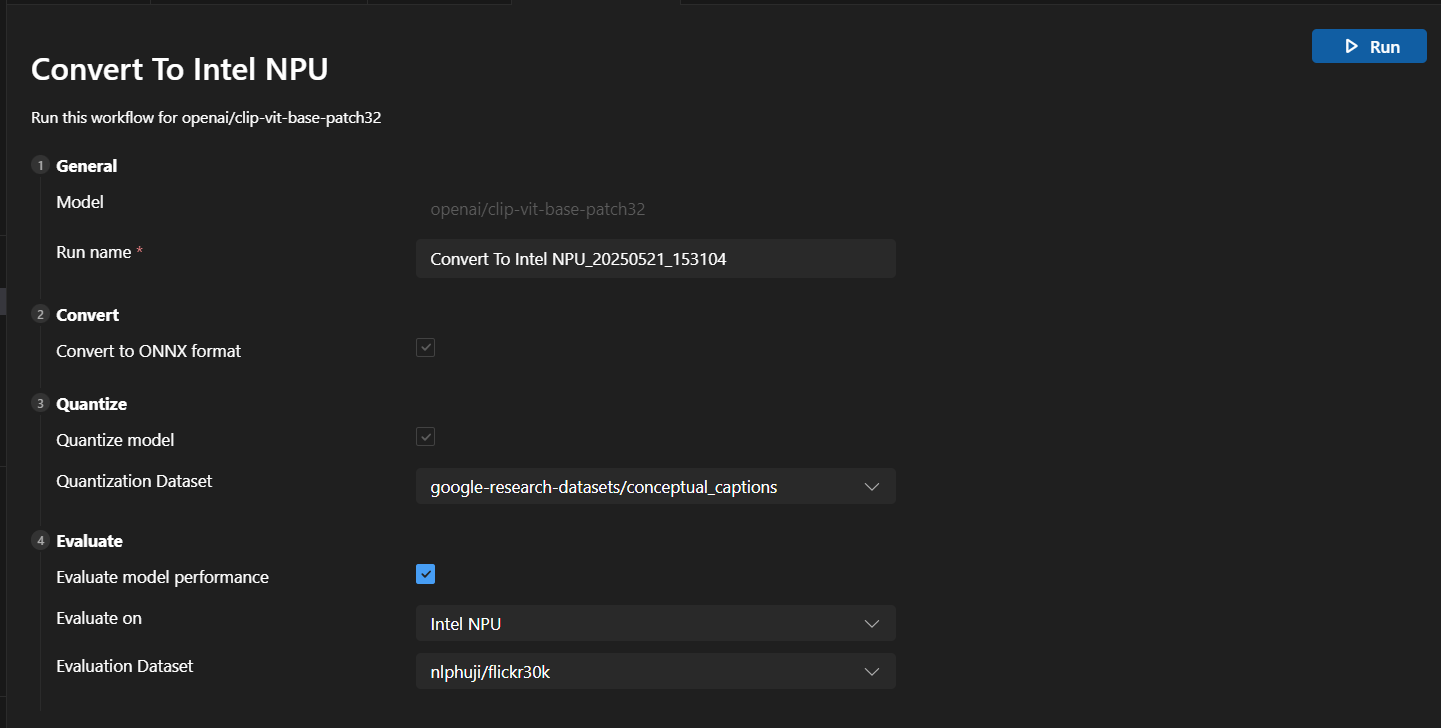 Convert To Intel NPU
Run
Run this workflow for openai/clip-vit-base-patch32
1 General
Model
openai/clip-vit-base-patch32
Run name *
Convert To Intel NPU_20250521_153104
2 Convert
Convert to ONNX format
3 Quantize
Quantize model
Quantization Dataset
google-research-datasets/conceptual_captions
4 Evaluate
Evaluate model performance
Evaluate on
Intel NPU
Evaluation Dataset
nlphuji/flickr30k